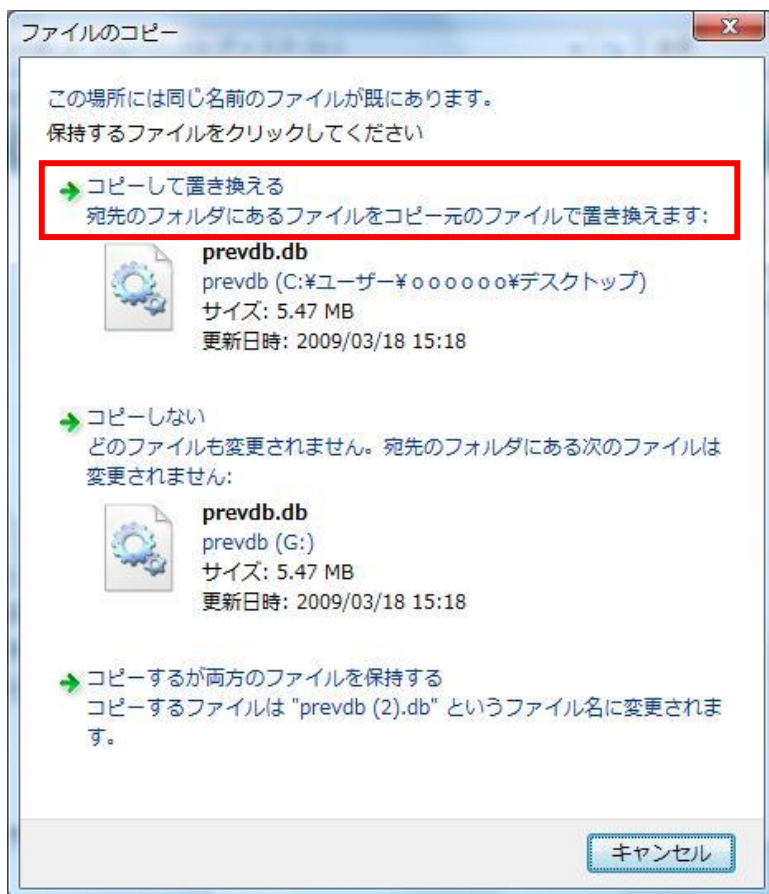 ファイルのコピー
この場所には同じ名前のファイルが既にあります。
保持するファイルをクリックしてください
コピーして置き換える
宛先のフォルダにあるファイルをコピー元のファイルで置き換えます:
prevdb.db
prevdb (C:¥ユーザー¥oooooo¥デスクトップ)
サイズ: 5.47 MB
更新日時: 2009/03/18 15:18
コピーしない
どのファイルも変更されません。宛先のフォルダにある次のファイルは
変更されません:
prevdb.db
prevdb (G:)
サイズ: 5.47 MB
更新日時: 2009/03/18 15:18
コピーするが両方のファイルを保持する
コピーするファイルは "prevdb (2).db" というファイル名に変更されま
す。
キャンセル